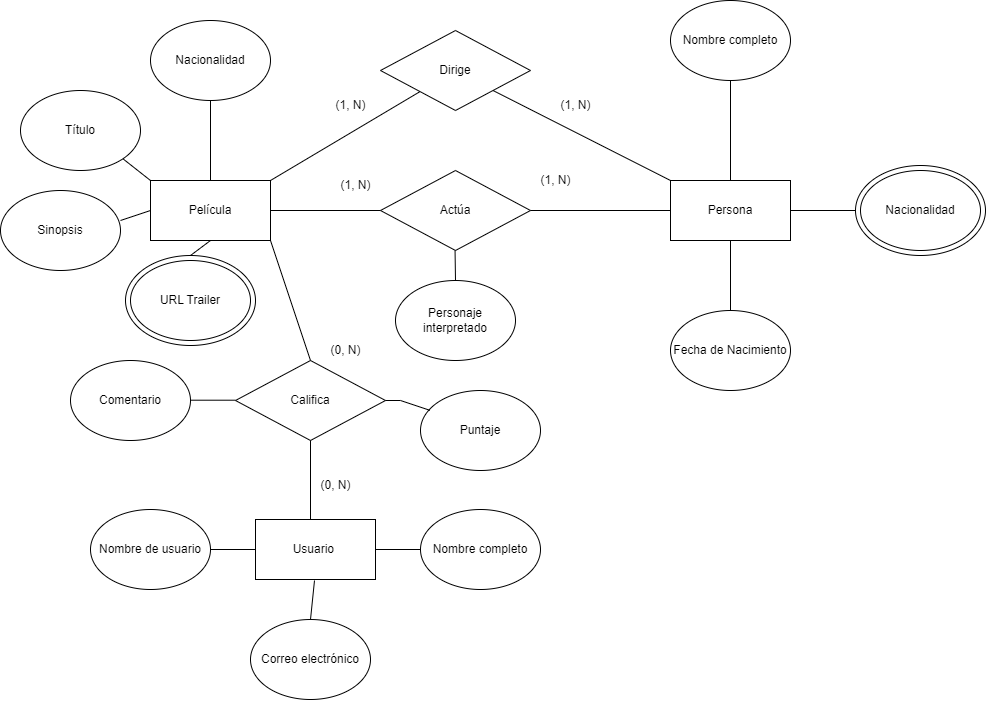 Nombre completo
Nacionalidad
Dirige
(1, N)
(1, N)
Título
(1, N)
(1, N)
Película
Actúa
Persona
Nacionalidad
Sinopsis
URL Trailer
Personaje
interpretado
(0, N)
Fecha de Nacimiento
Comentario
Califica
Puntaje
(0, N)
Nombre de usuario
Usuario
Nombre completo
Correo electrónico